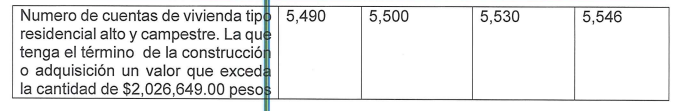 Numero de cuentas de vivienda tipo 5,490 5,500 5,530 5,546
residencial alto y campestre. La que
tenga el término de la construcción
o adquisición un valor que exceda
la cantidad de $2,026,649.00 pesos